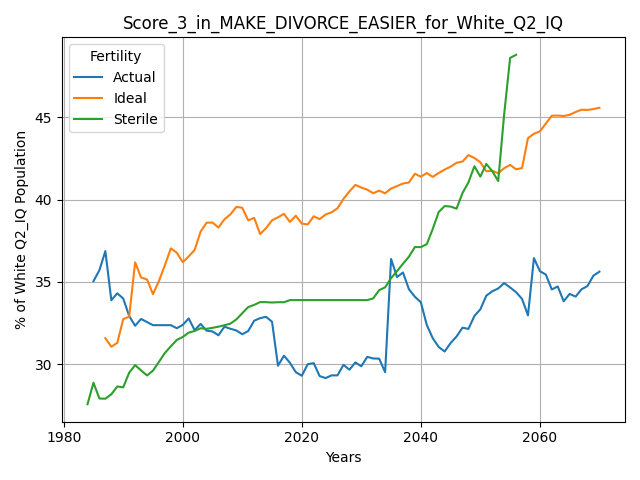 Score_3_in_MAKE_DIVORCE_EASIER_for_White_Q2_IQ
Fertility
Actual
Ideal
Sterile
% of White Q2_IQ Population
45
40
35
30
1980
2000
2020
2040
2060
Years